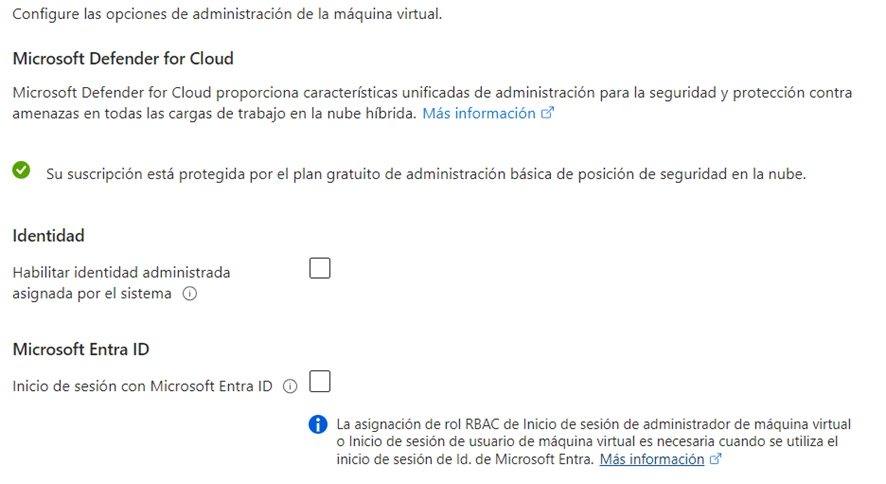 Configure las opciones de administración de la máquina virtual.
Microsoft Defender for Cloud
Microsoft Defender for Cloud proporciona características unificadas de administración para la seguridad y protección contra
amenazas en todas las cargas de trabajo en la nube híbrida. Más información
Su suscripción está protegida por el plan gratuito de administración básica de posición de seguridad en la nube.
Identidad
Habilitar identidad administrada
asignada por el sistema
Microsoft Entra ID
Inicio de sesión con Microsoft Entra ID
La asignación de rol RBAC de Inicio de sesión de administrador de máquina virtual
o Inicio de sesión de usuario de máquina virtual es necesaria cuando se utiliza el
inicio de sesión de Id. de Microsoft Entra. Más información